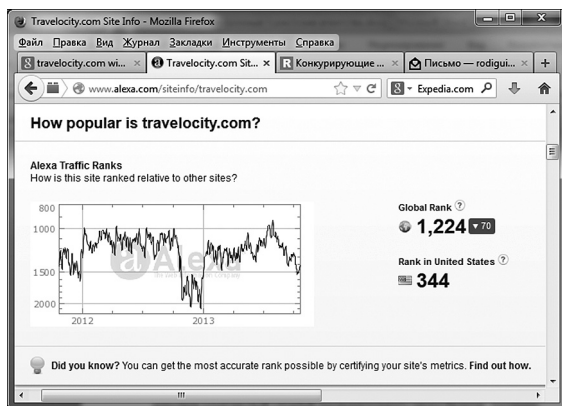 Travelocity.com Site Info - Mozilla Firefox
Файл Правка Вид Журнал Закладки Инструменты Справка
travelocity.com wi... × Travelocity.com Sit... × Конкурирующие ... × Письмо — rodigui... × +
www.alexa.com/siteinfo/travelocity.com Expedia.com
How popular is travelocity.com?
Alexa Traffic Ranks
How is this site ranked relative to other sites?
Global Rank ?
1,224 ▼ 70
Rank in United States ?
344
800
1000
1500
2000
Alexa
2012 2013
Did you know? You can get the most accurate rank possible by certifying your site's metrics. Find out how.